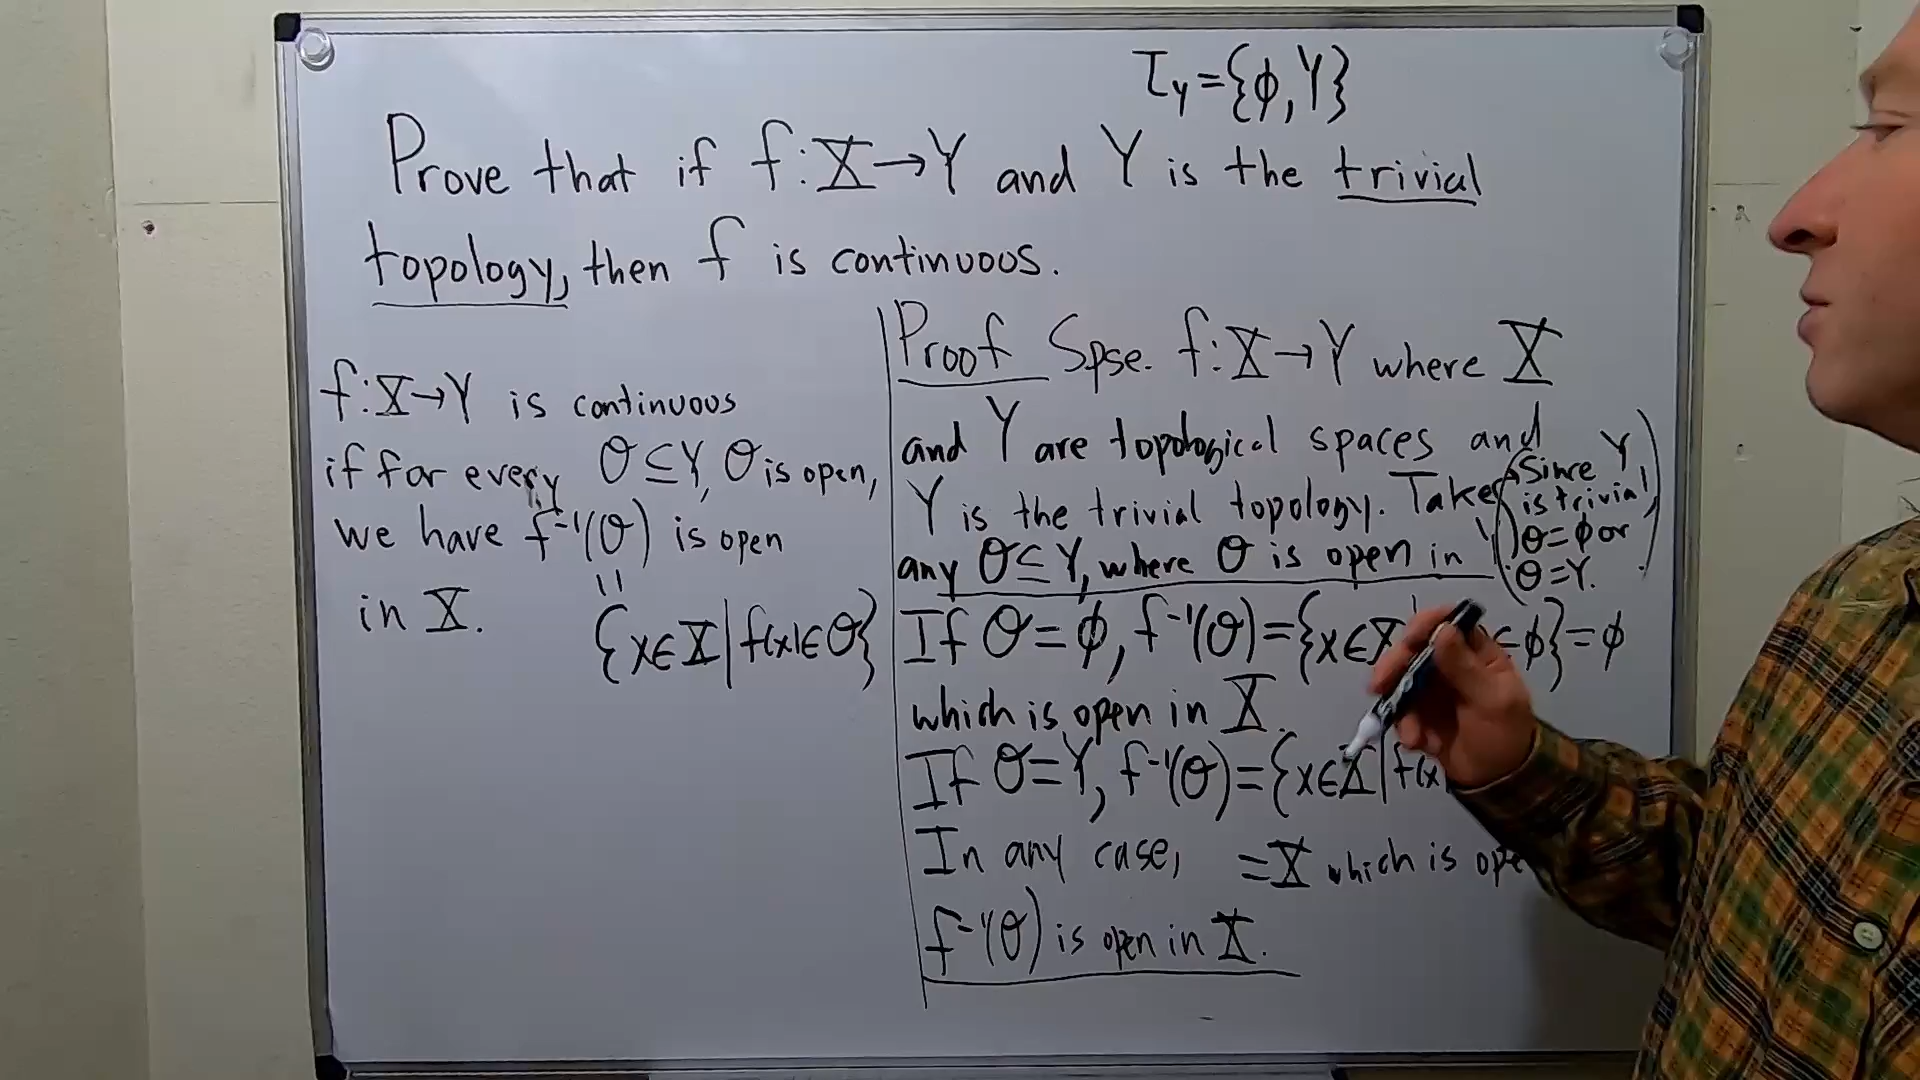 τ_Y={ϕ,Y}
Prove that if f:X→Y and Y is the trivial
topology, then f is continuous.
f:X→Y is continuous
if for every O⊆Y, O is open,
we have f⁻¹(O) is open
in X.
=
{x∈X|f(x)∈O}
Proof Spse. f:X→Y where X
and Y are topological spaces and
Y is the trivial topology. Take
any O⊆Y, where O is open in
(Since Y
is trivial,
O=ϕ or
O=Y.)
If O=ϕ, f⁻¹(O)={x∈X ∈ϕ}=ϕ
which is open in X.
If O=Y, f⁻¹(O)={x∈X|f(x
=X which is
In any case,
f⁻¹(O) is open in X.